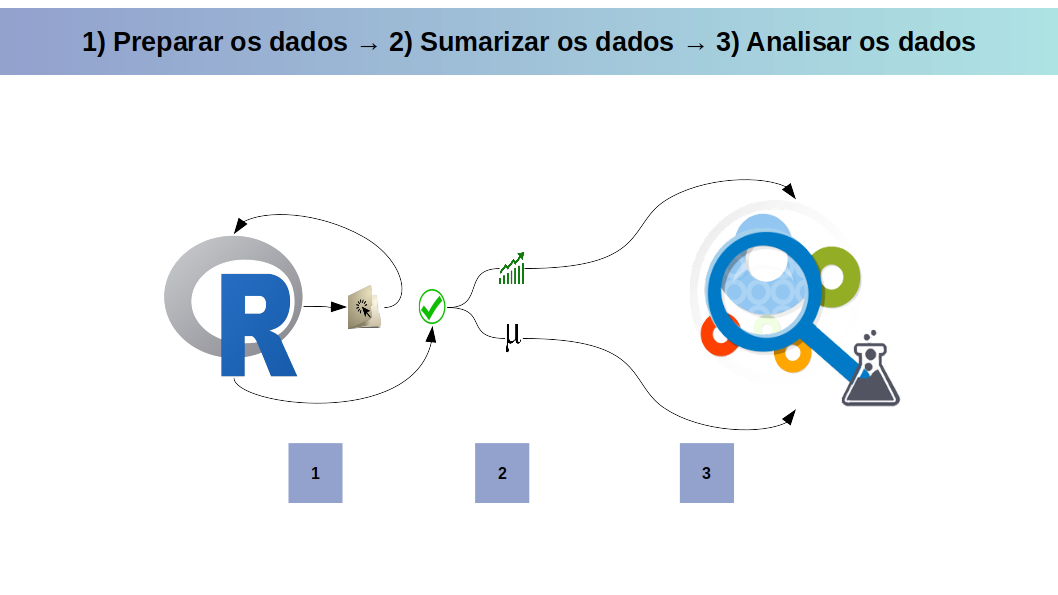 1) Preparar os dados → 2) Sumarizar os dados → 3) Analisar os dados
R
μ
1
2
3